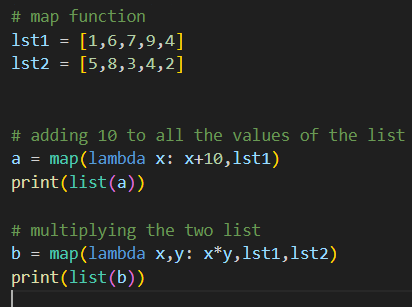 # map function
lst1 = [1,6,7,9,4]
lst2 = [5,8,3,4,2]
# adding 10 to all the values of the list
a = map(lambda x: x+10,lst1)
print(list(a))
# multiplying the two list
b = map(lambda x,y: x*y,lst1,lst2)
print(list(b))